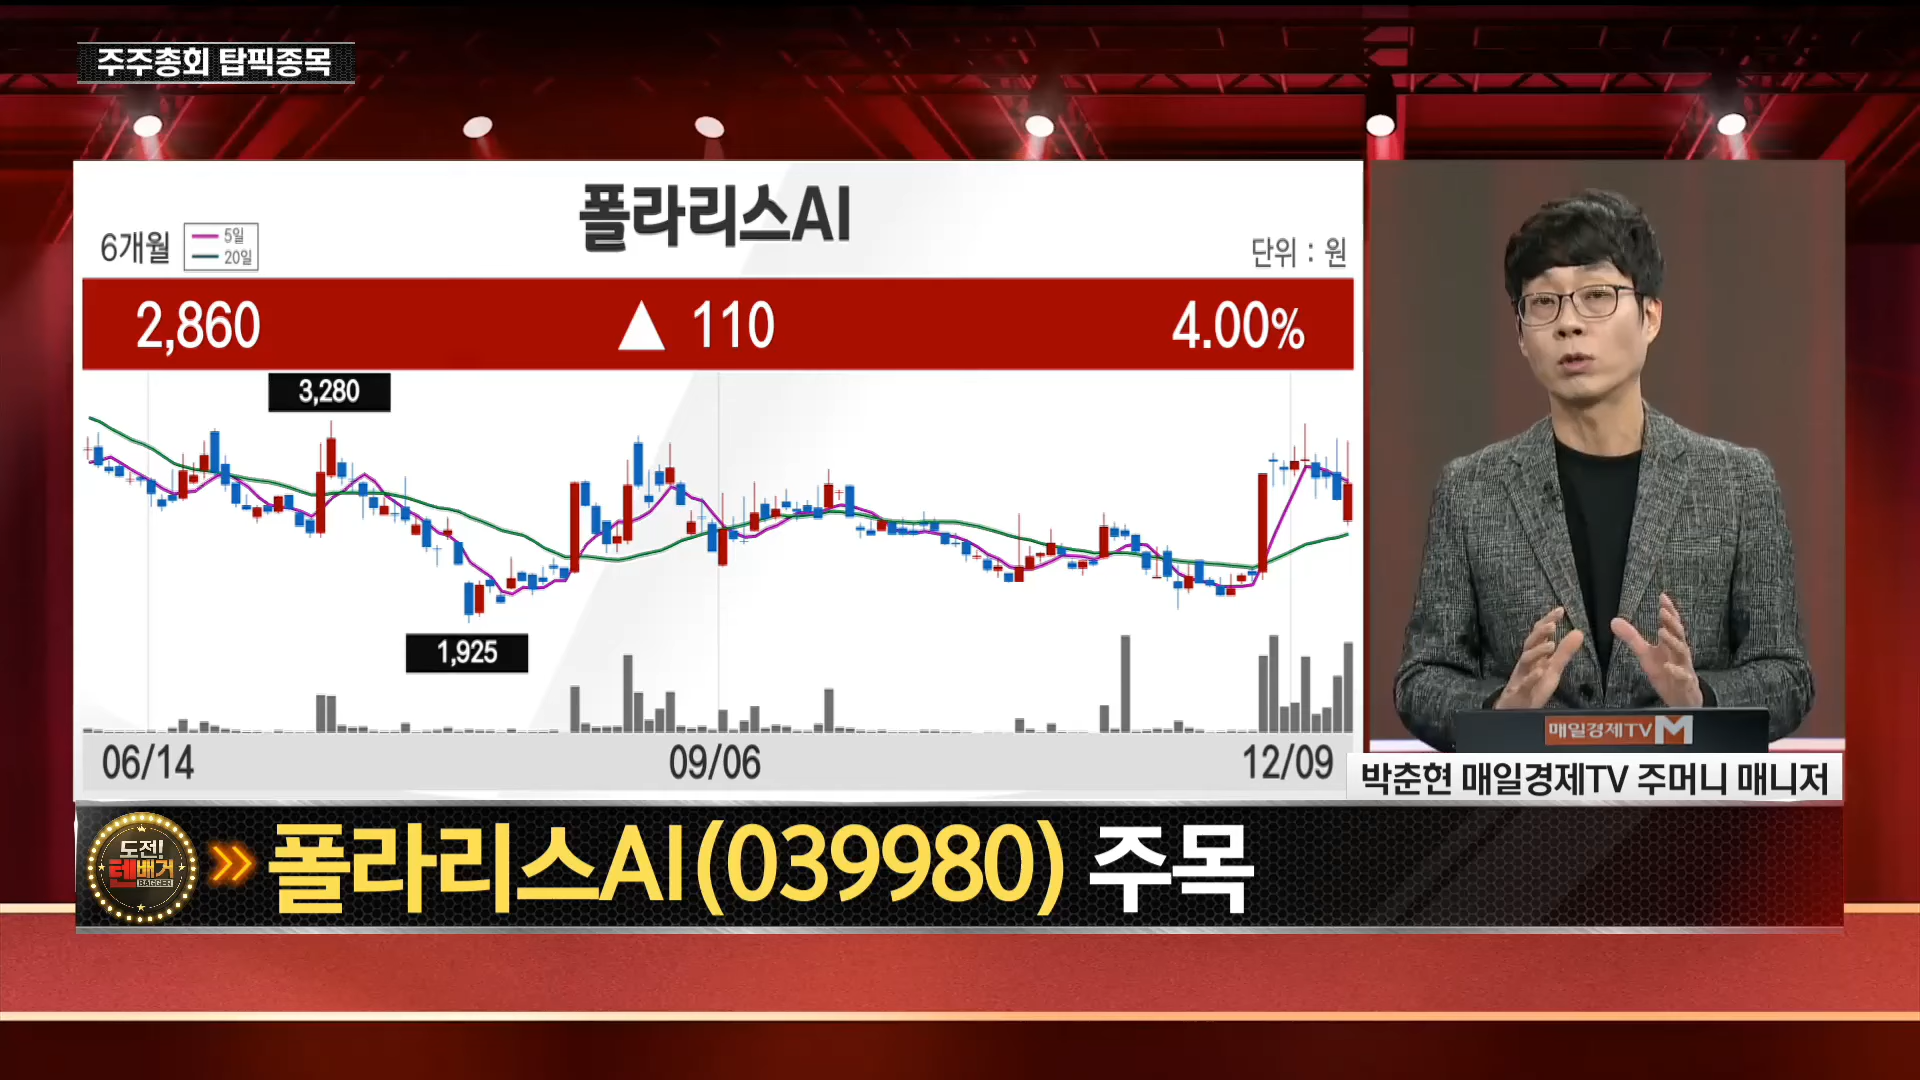 주주총회 탑픽종목
폴라리스AI
6개월
5일
20일
단위 : 원
2,860 ▲ 110 4.00%
3,280
1,925
06/14 09/06 12/09
매일경제TV M
박춘현 매일경제TV 주머니 매니저
도전!
텐배거
BAGGER
폴라리스AI(039980) 주목